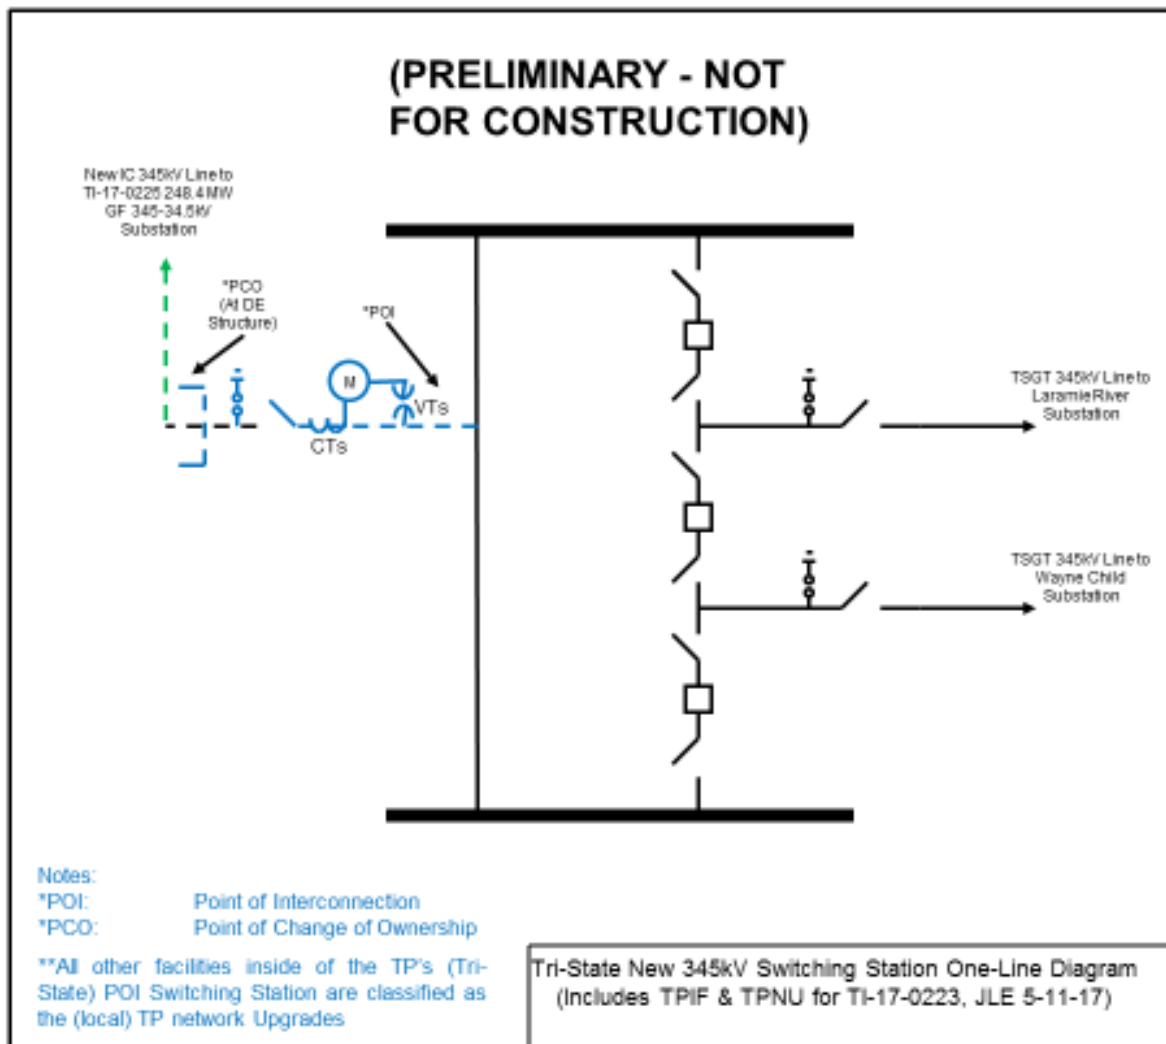 (PRELIMINARY - NOT
FOR CONSTRUCTION)
New IC 345kV Line to
TI-17-0225 248.4 MW
GF 345-34.5kV
Substation
*PCO
(At DE
Structure)
*POI
M
VTs
CTs
TSGT 345kV Line to
Laramie River
Substation
TSGT 345kV Line to
Wayne Child
Substation
Notes:
*POI: Point of Interconnection
*PCO: Point of Change of Ownership
**All other facilities inside of the TP's (Tri-
State) POI Switching Station are classified as
the (local) TP network Upgrades
Tri-State New 345kV Switching Station One-Line Diagram
(Includes TPIF & TPNU for TI-17-0223, JLE 5-11-17)